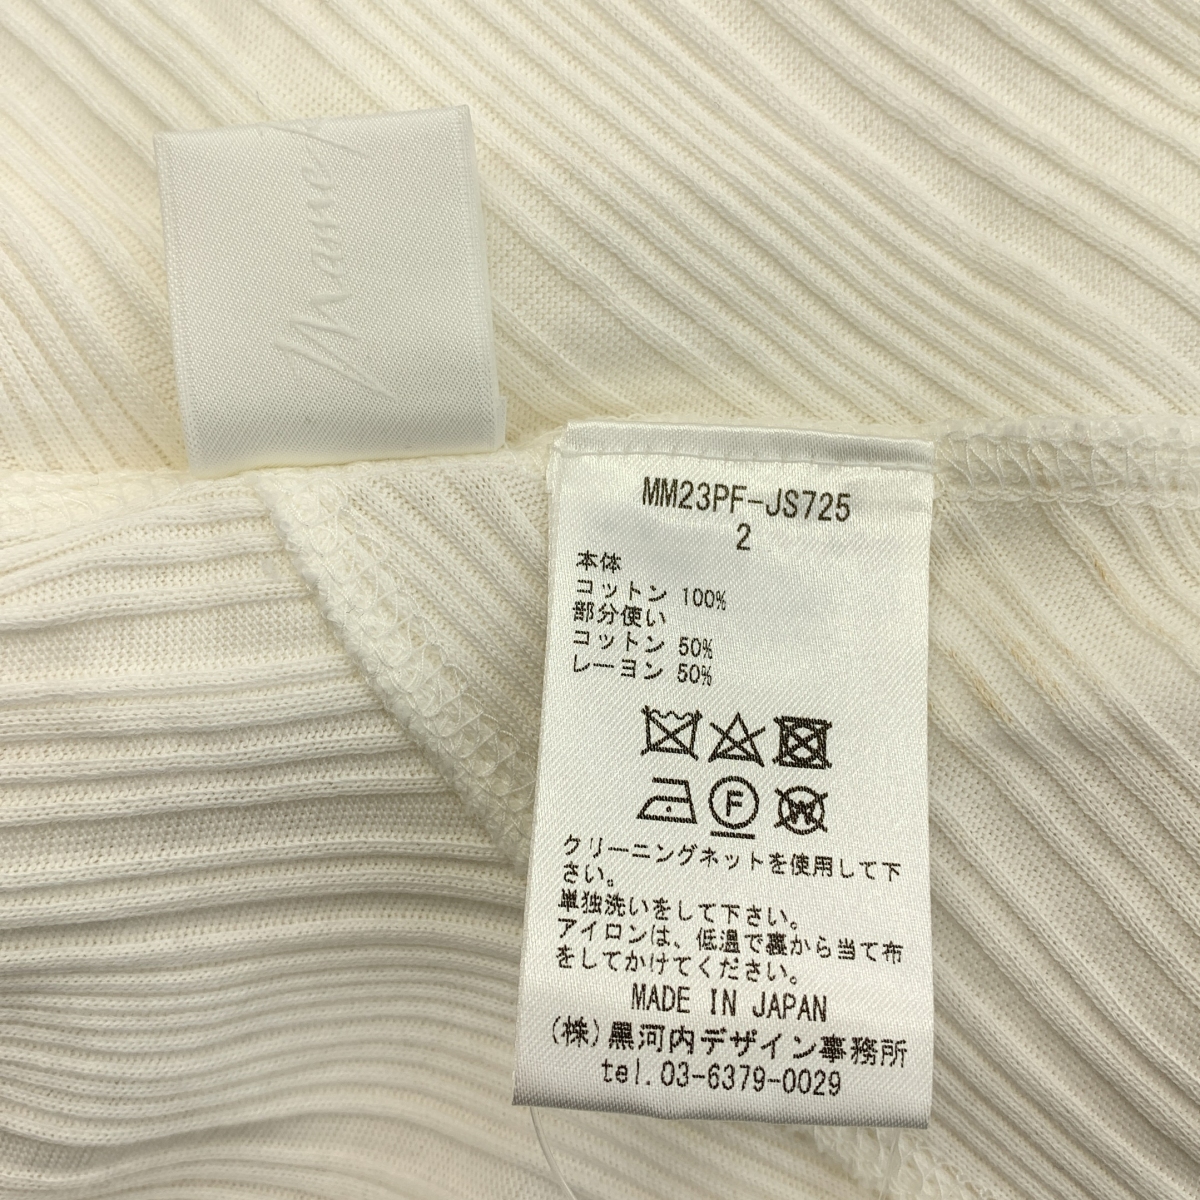 Mame
MM23PF-JS725
2
本体
コットン 100%
部分使い
コットン 50%
レーヨン 50%
F
W
クリーニングネットを使用して下
さい。
単独洗いをして下さい。
アイロンは、低温で裏から当て布
をしてかけてください。
MADE IN JAPAN
(株)黒河内デザイン事務所
tel.03-6379-0029